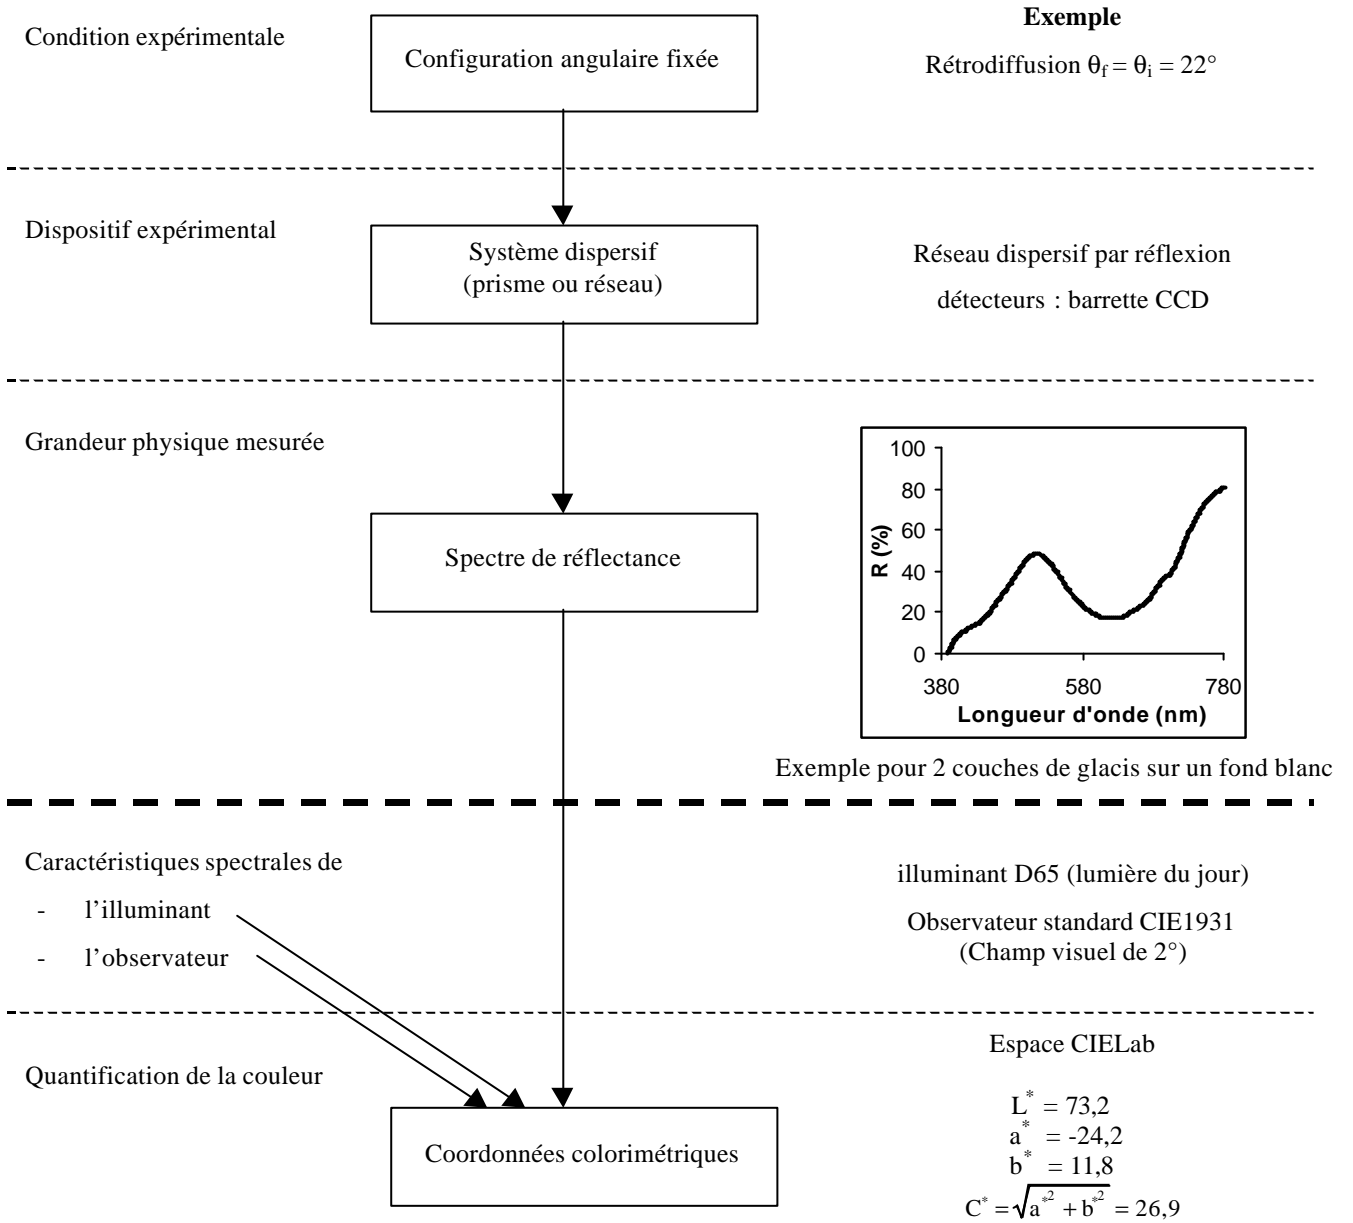 Condition expérimentale
Configuration angulaire fixée
Exemple
Rétrodiffusion θf = θi = 22°
Dispositif expérimental
Système dispersif
(prisme ou réseau)
Réseau dispersif par réflexion
détecteurs : barrette CCD
Grandeur physique mesurée
Spectre de réflectance
100
80
60
40
20
0
R (%)
380 580 780
Longueur d'onde (nm)
Exemple pour 2 couches de glacis sur un fond blanc
Caractéristiques spectrales de
- l’illuminant
- l’observateur
illuminant D65 (lumière du jour)
Observateur standard CIE1931
(Champ visuel de 2°)
Quantification de la couleur
Coordonnées colorimétriques
Espace CIELab
L* = 73,2
a* = -24,2
b* = 11,8
C* = √a*² + b*² = 26,9